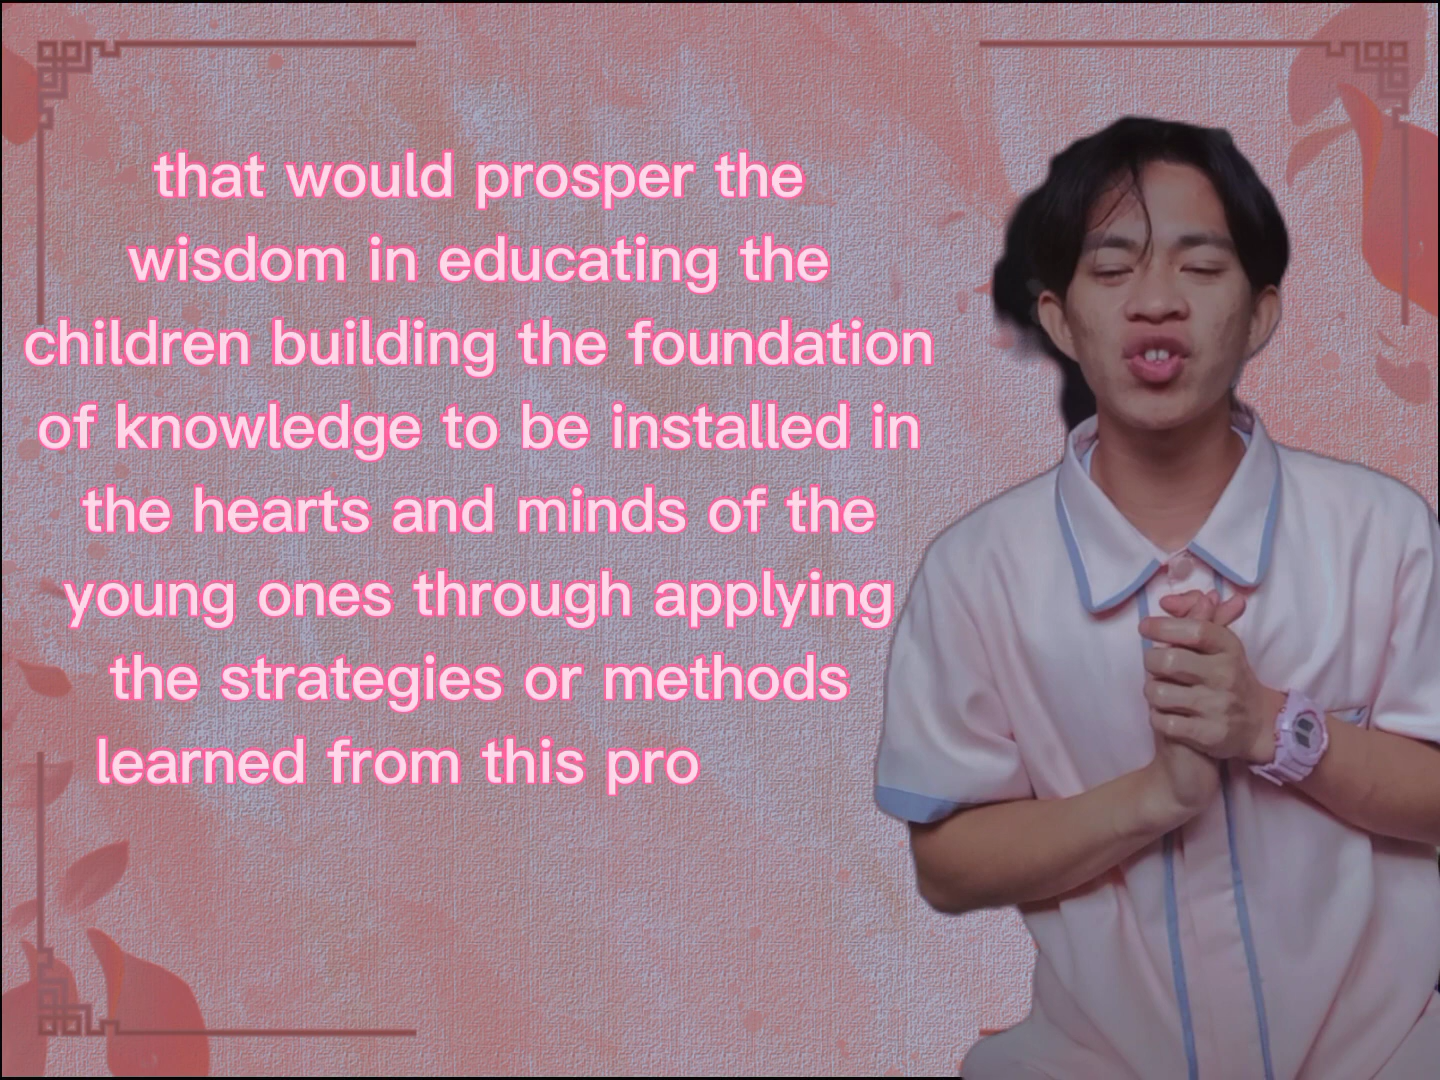 that would prosper the
wisdom in educating the
children building the foundation
of knowledge to be installed in
the hearts and minds of the
young ones through applying
the strategies or methods
learned from this pro